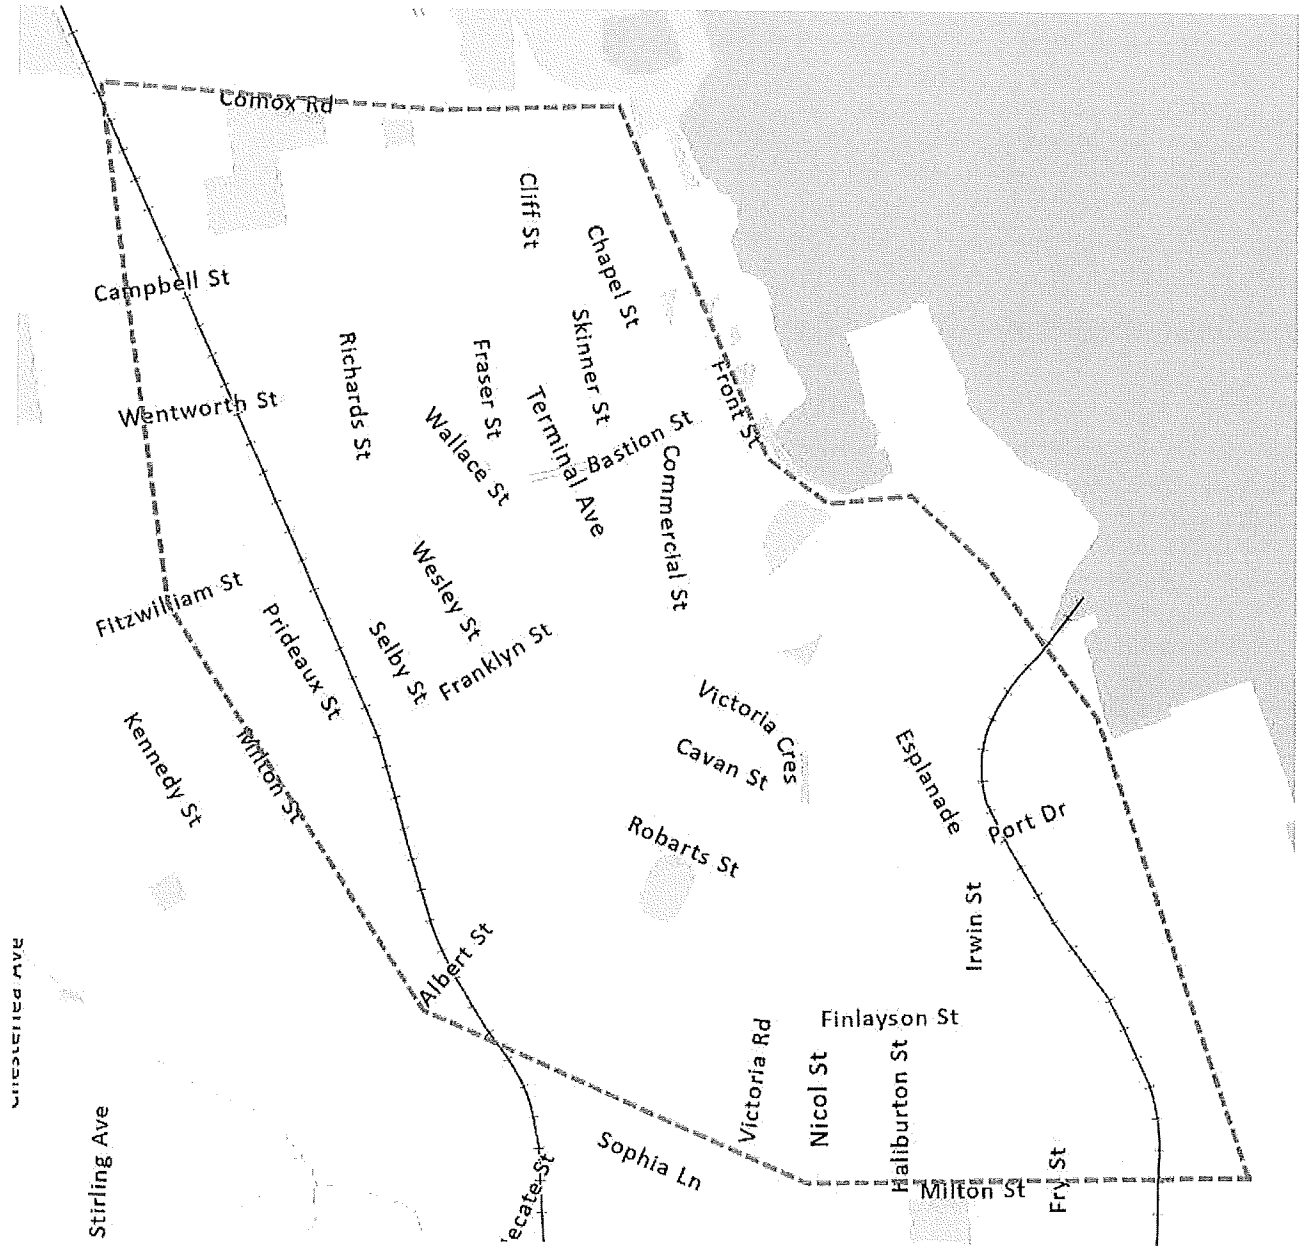 Comox Rd
Cliff St
Chapel St
Campbell St
Skinner St
Richards St
Fraser St
Front St
Wentworth St
Terminal Ave
Wallace St
Bastion St
Commercial St
Wesley St
Fitzwilliam St
Prideaux St
Selby St
Franklyn St
Victoria Cres
Kennedy St
Milton St
Cavan St
Esplanade
Port Dr
Robarts St
Irwin St
Albert St
Finlayson St
Victoria Rd
Nicol St
Haliburton St
Stirling Ave
Sophia Ln
Fry St
Milton St